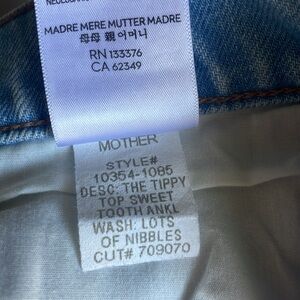 MADRE MERE MUTTER MADRE
母母 親 어머니
RN 133376
CA 62349
MOTHER
STYLE#
10354-1085
DESC: THE TIPPY
TOP SWEET
TOOTH ANKL
WASH: LOTS
OF NIBBLES
CUT# 709070